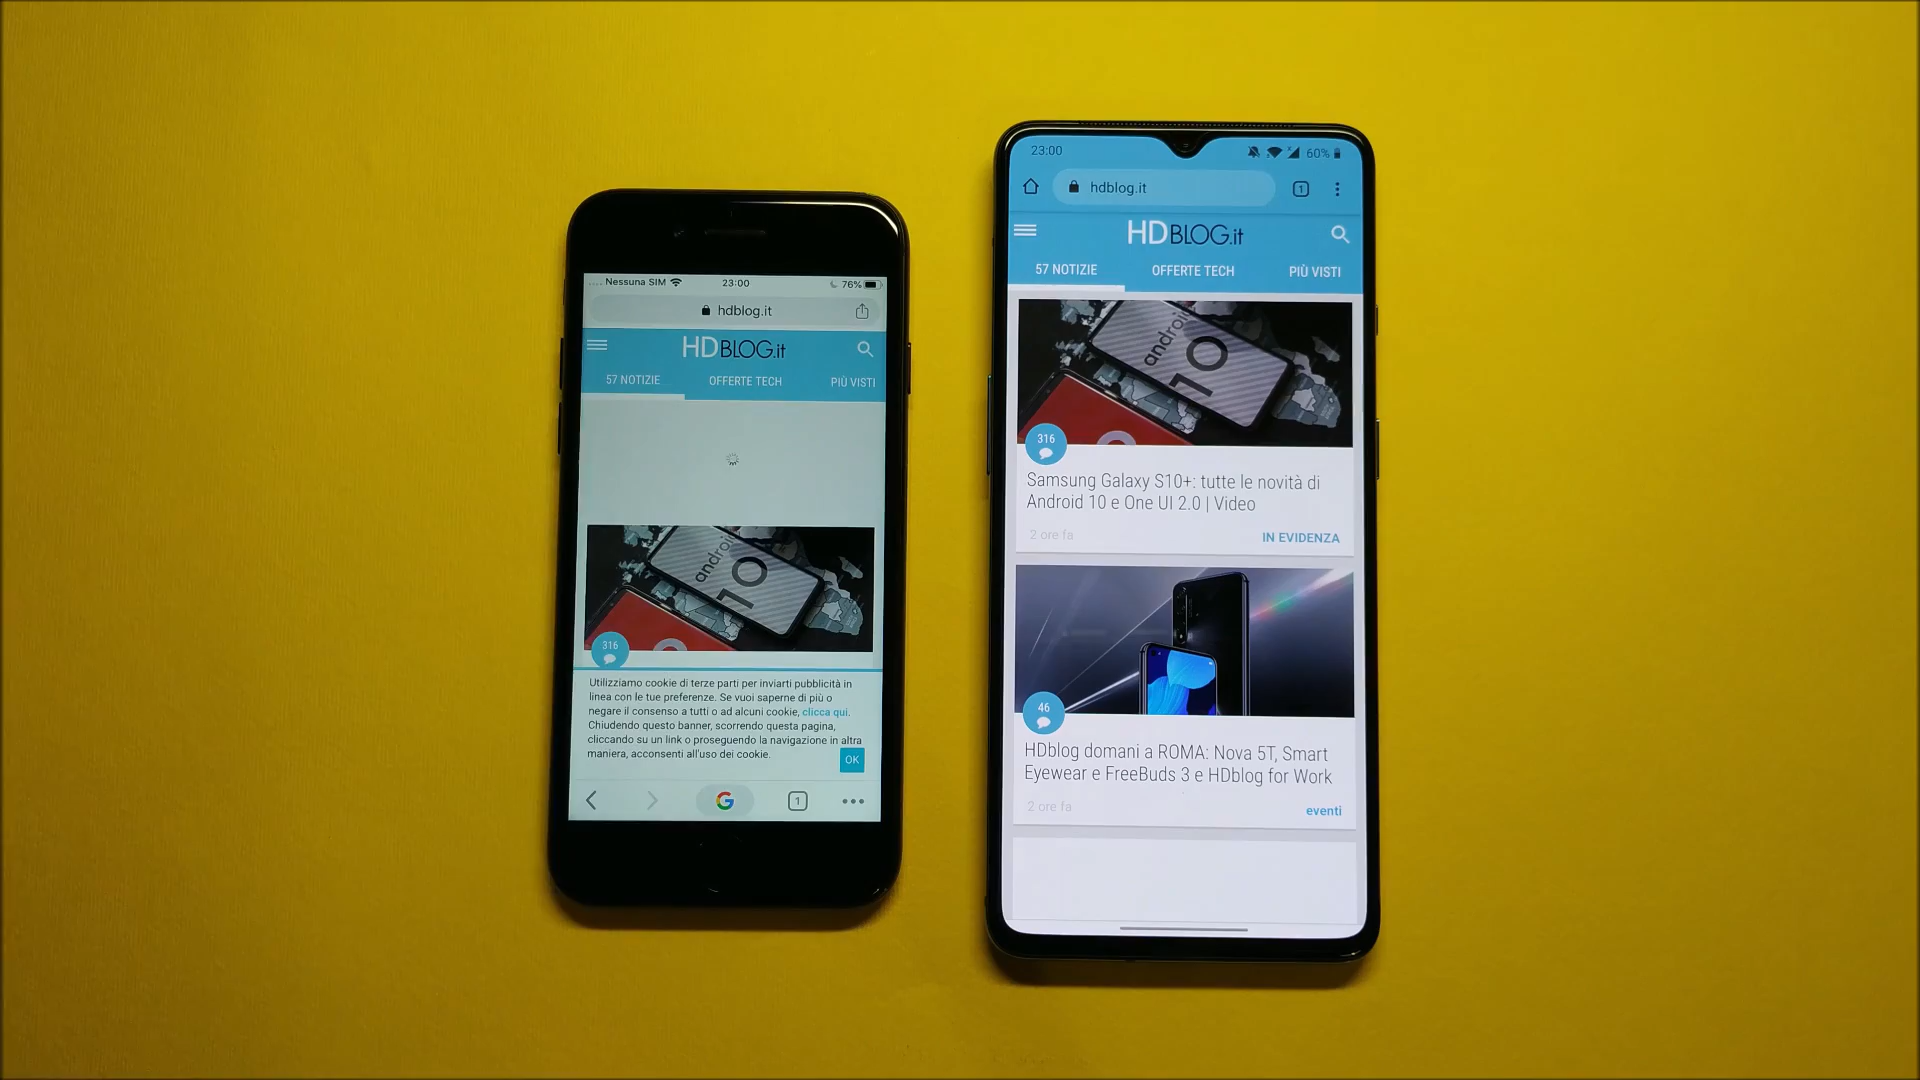 Nessuna SIM
23:00
76%
hdblog.it
HDBLOG.it
57 NOTIZIE
OFFERTE TECH
PIÙ VISTI
android
10
316
Utilizziamo cookie di terze parti per inviarti pubblicità in
linea con le tue preferenze. Se vuoi saperne di più o
negare il consenso a tutti o ad alcuni cookie, clicca qui.
Chiudendo questo banner, scorrendo questa pagina,
cliccando su un link o proseguendo la navigazione in altra
maniera, acconsenti all'uso dei cookie.
OK
G
1
23:00
60%
hdblog.it
1
HDBLOG.it
57 NOTIZIE
OFFERTE TECH
PIÙ VISTI
android
10
316
Samsung Galaxy S10+: tutte le novità di
Android 10 e One UI 2.0 | Video
2 ore fa
IN EVIDENZA
46
HDblog domani a ROMA: Nova 5T, Smart
Eyewear e FreeBuds 3 e HDblog for Work
2 ore fa
eventi